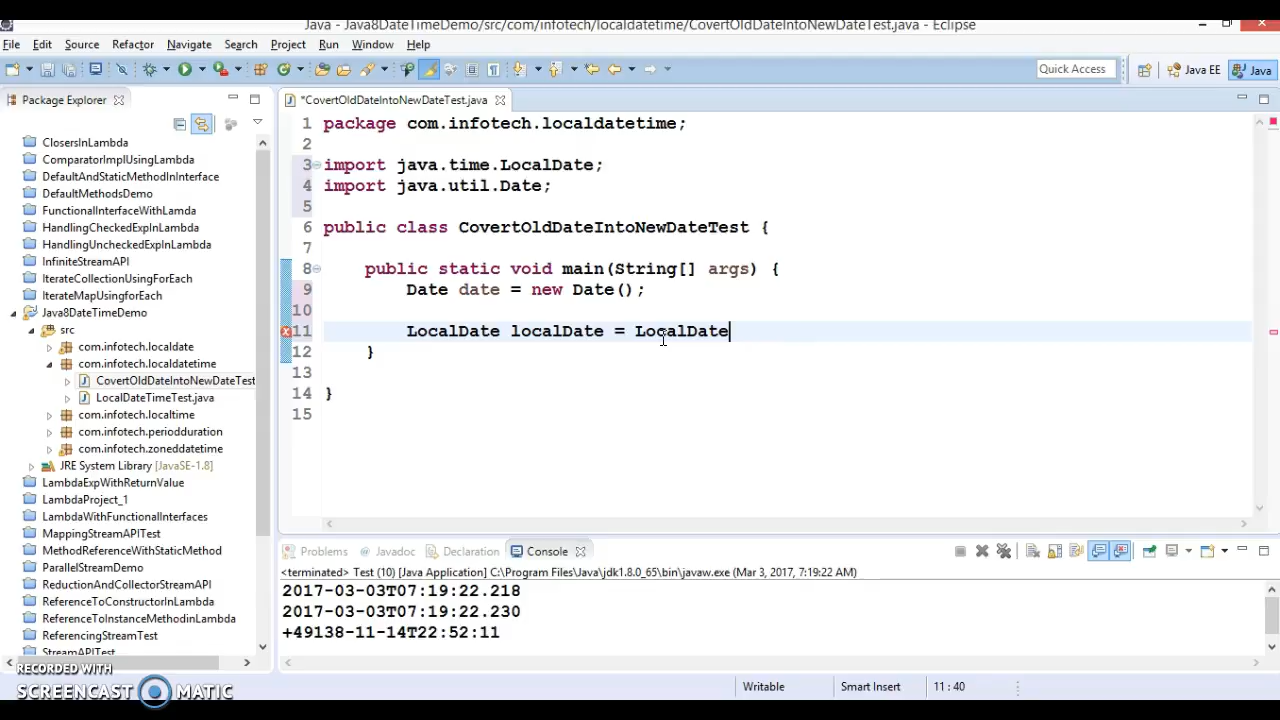 Java - Java8DateTimeDemo/src/com/infotech/localdatetime/CovertOldDateIntoNewDateTest.java - Eclipse
File Edit Source Refactor Navigate Search Project Run Window Help
Quick Access Java EE Java
Package Explorer
*CovertOldDateIntoNewDateTest.java
ClosersInLambda
ComparatorImplUsingLambda
DefaultAndStaticMethodInInterface
DefaultMethodsDemo
FunctionalInterfaceWithLamda
HandlingCheckedExpInLambda
HandlingUncheckedExpInLambda
InfiniteStreamAPI
IterateCollectionUsingForEach
IterateMapUsingforEach
Java8DateTimeDemo
src
com.infotech.localdate
com.infotech.localdatetime
CovertOldDateIntoNewDateTest
LocalDateTimeTest.java
com.infotech.localtime
com.infotech.periodduration
com.infotech.zoneddatetime
JRE System Library [JavaSE-1.8]
LambdaExpWithReturnValue
LambdaProject_1
LambdaWithFunctionalInterfaces
MappingStreamAPITest
MethodReferenceWithStaticMethod
ParallelStreamDemo
ReductionAndCollectorStreamAPI
ReferenceToConstructorInLambda
ReferenceToInstanceMethodinLambda
ReferencingStreamTest
StreamAPITest
1 package com.infotech.localdatetime;
2
3 import java.time.LocalDate;
4 import java.util.Date;
5
6 public class CovertOldDateIntoNewDateTest {
7
8 public static void main(String[] args) {
9 Date date = new Date();
10
11 LocalDate localDate = LocalDate
12 }
13
14 }
15
Problems Javadoc Declaration Console
<terminated> Test (10) [Java Application] C:\Program Files\Java\jdk1.8.0_65\bin\javaw.exe (Mar 3, 2017, 7:19:22 AM)
2017-03-03T07:19:22.218
2017-03-03T07:19:22.230
+49138-11-14T22:52:11
Writable Smart Insert 11 : 40
RECORDED WITH
SCREENCAST MATIC